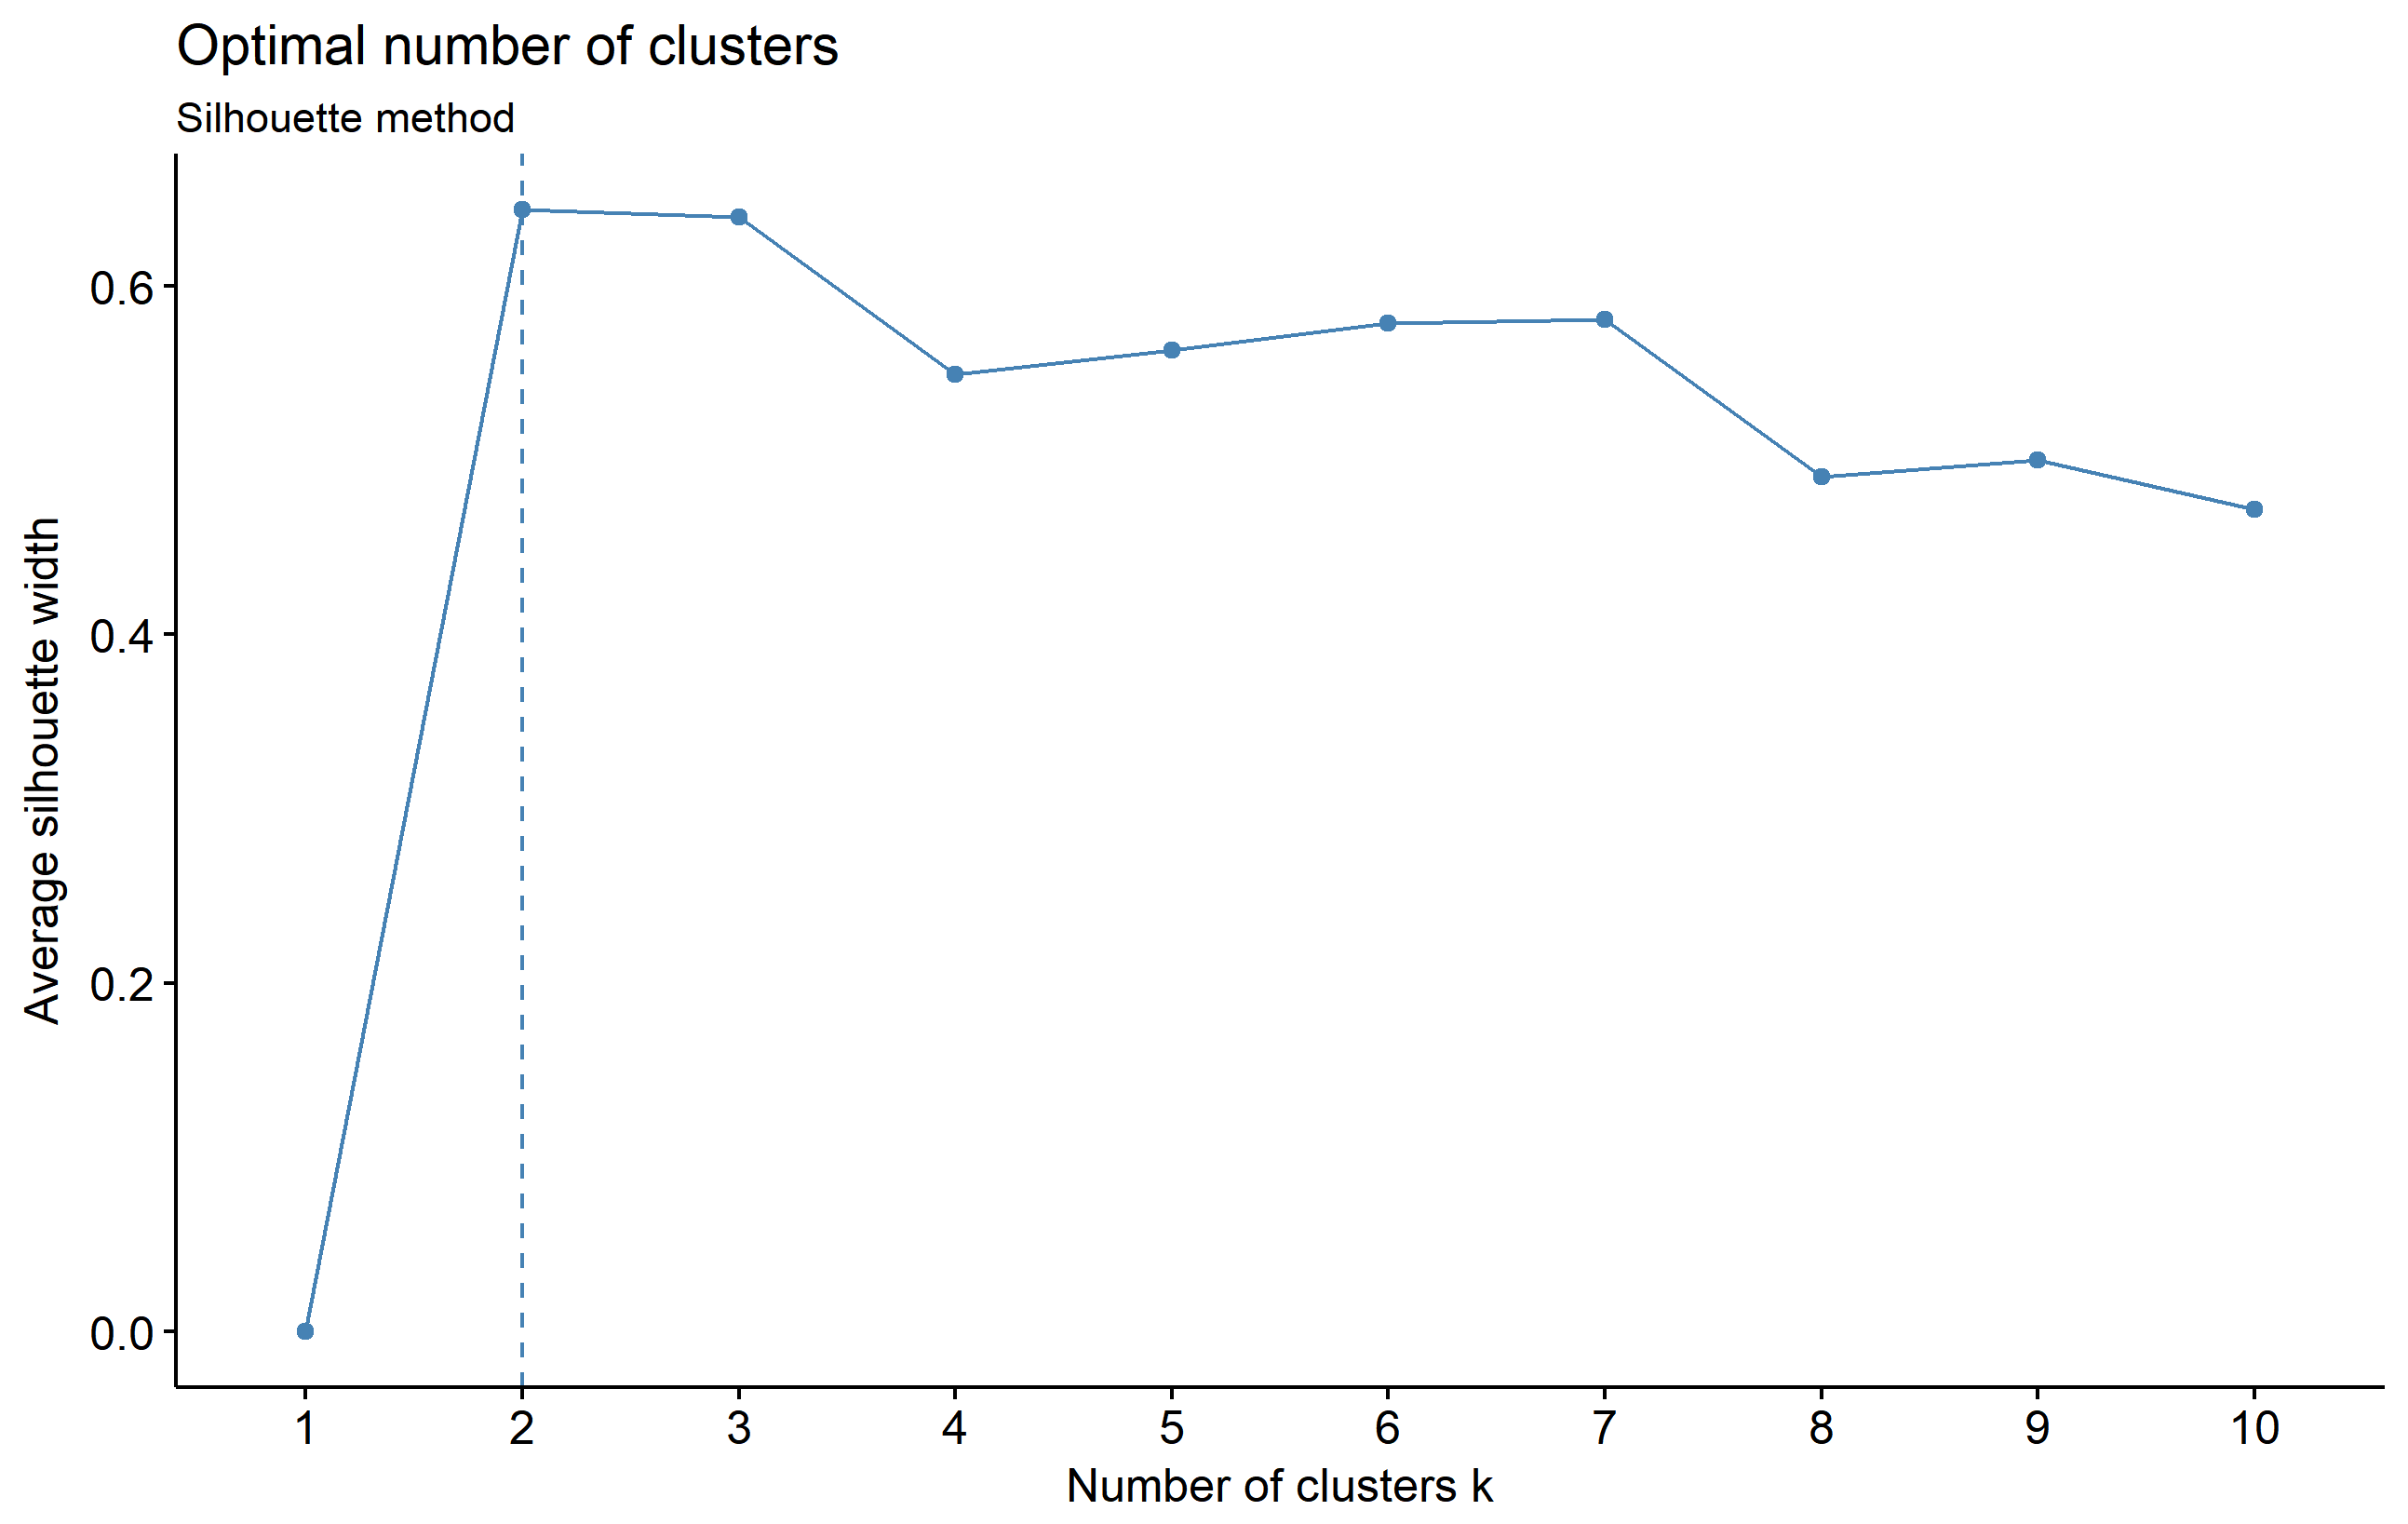 Optimal number of clusters
Silhouette method
Average silhouette width
0.6
0.4
0.2
0.0
1 2 3 4 5 6 7 8 9 10
Number of clusters k